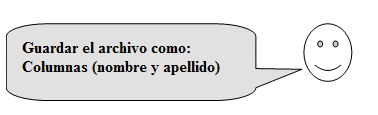 Guardar el archivo como:
Columnas (nombre y apellido)